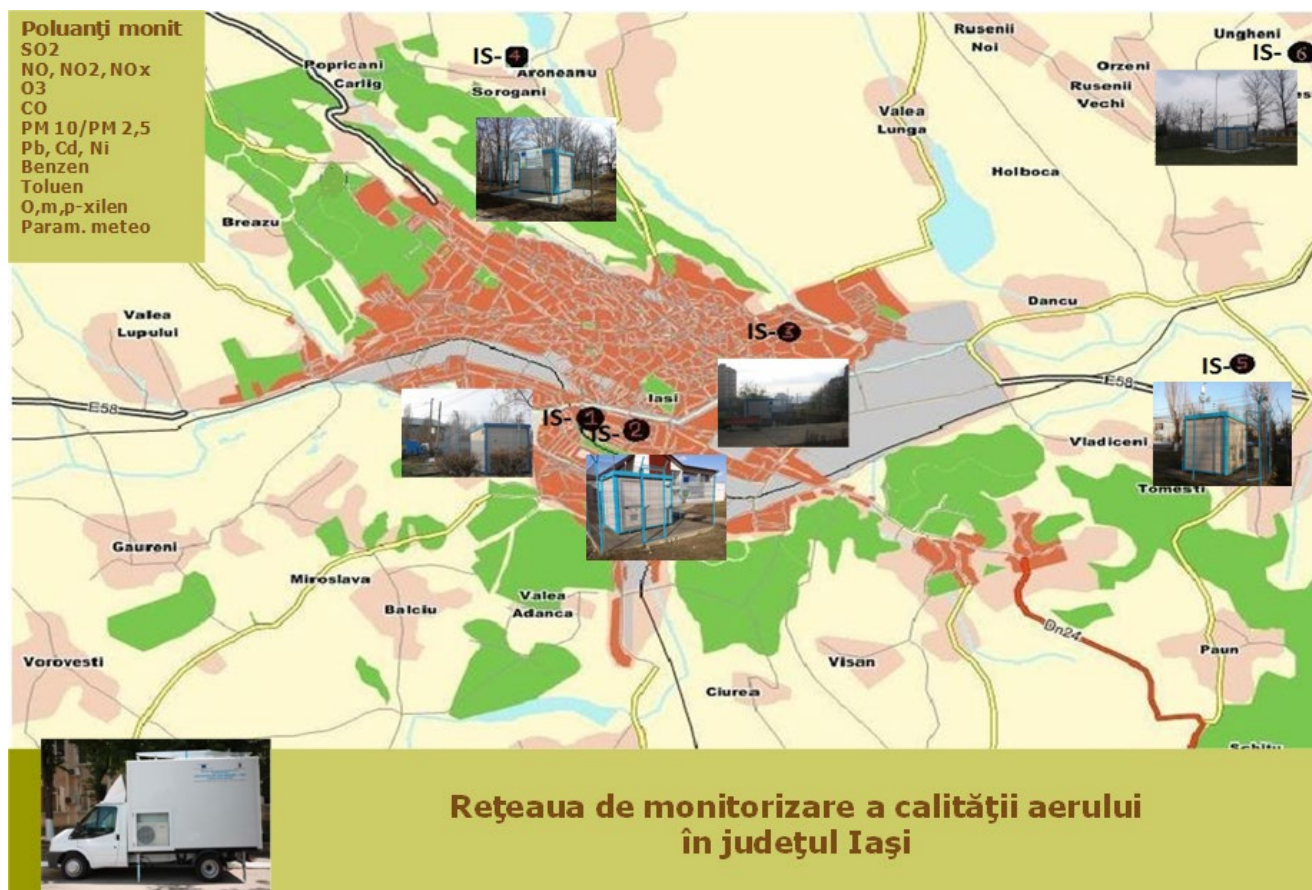 Poluanţi monit
SO2
NO, NO2, NOx
O3
CO
PM 10/PM 2,5
Pb, Cd, Ni
Benzen
Toluen
O,m,p-xilen
Param. meteo
IS-4
Popricani
Carlig
Aroneanu
Sorogani
Rusenii
Noi
Ungheni
IS-6
Orzeni
Rusenii
Vechi
Valea
Lunga
Holboca
Breazu
Valea
Lupului
Dancu
IS-3
IS-5
E58
E58
Iasi
IS-1
IS-2
Vladiceni
Tomesti
Gaureni
Miroslava
Balciu
Valea
Adanca
Dn24
Vorovesti
Visan
Paun
Ciurea
Reţeaua de monitorizare a calităţii aerului
în judeţul Iaşi